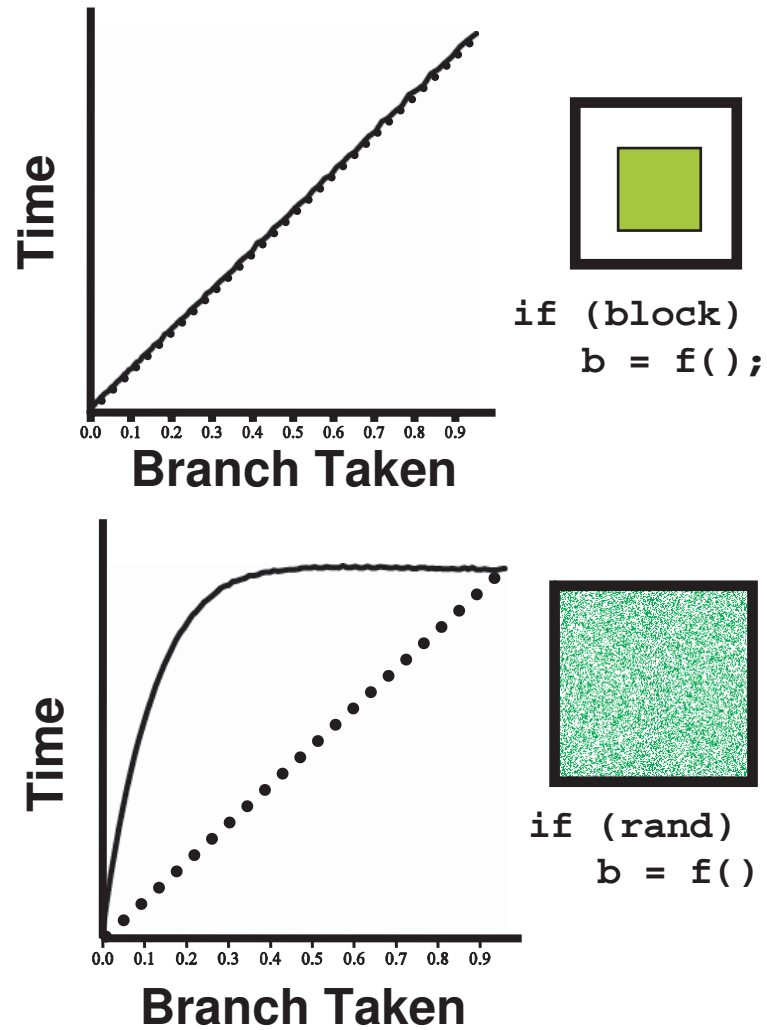 Time
0.0 0.1 0.2 0.3 0.4 0.5 0.6 0.7 0.8 0.9
Branch Taken
if (block)
b = f();
Time
0.0 0.1 0.2 0.3 0.4 0.5 0.6 0.7 0.8 0.9
Branch Taken
if (rand)
b = f()